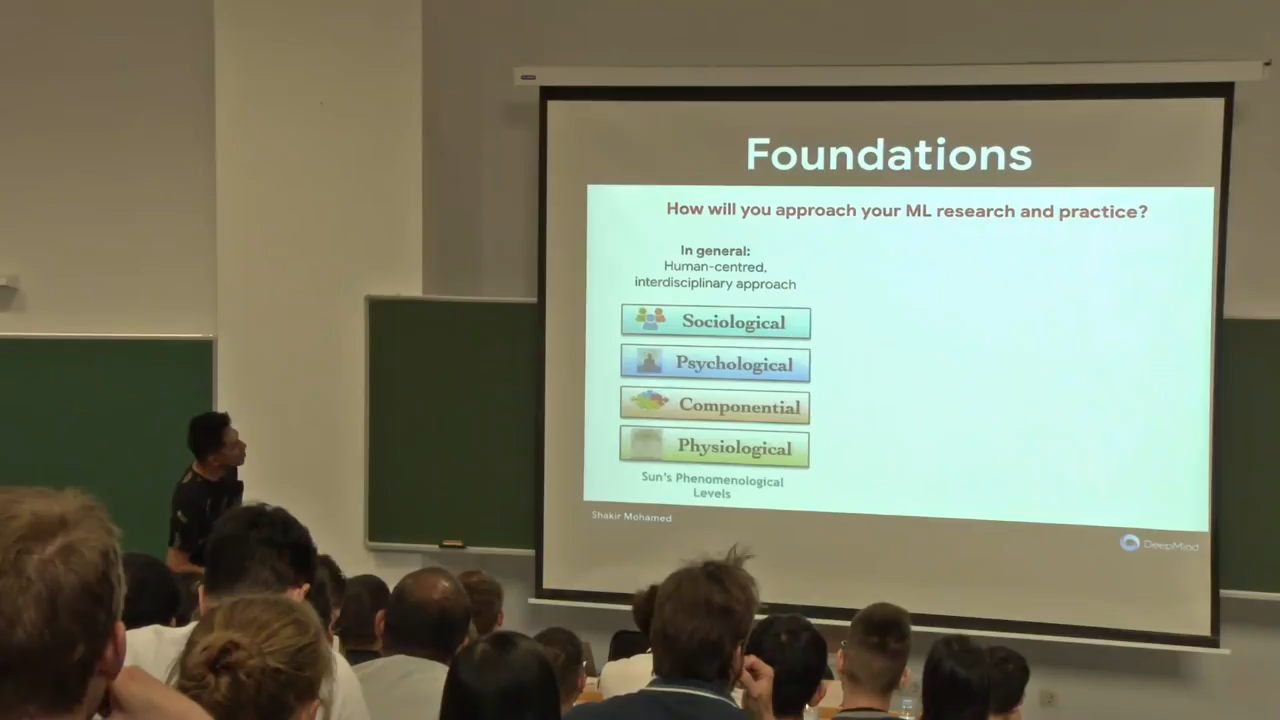 Foundations
How will you approach your ML research and practice?
In general:
Human-centred,
interdisciplinary approach
Sociological
Psychological
Componential
Physiological
Sun's Phenomenological
Levels
Shakir Mohamed
DeepMind